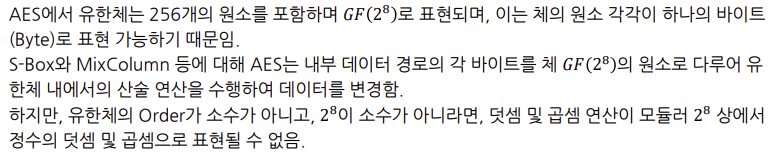 AES에서 유한체는 256개의 원소를 포함하며 𝐺𝐹(2⁸)로 표현되며, 이는 체의 원소 각각이 하나의 바이트
(Byte)로 표현 가능하기 때문임.
S-Box와 MixColumn 등에 대해 AES는 내부 데이터 경로의 각 바이트를 체 𝐺𝐹(2⁸)의 원소로 다루어 유
한체 내에서의 산술 연산을 수행하여 데이터를 변경함.
하지만, 유한체의 Order가 소수가 아니고, 2⁸이 소수가 아니라면, 덧셈 및 곱셈 연산이 모듈러 2⁸ 상에서
정수의 덧셈 및 곱셈으로 표현될 수 없음.